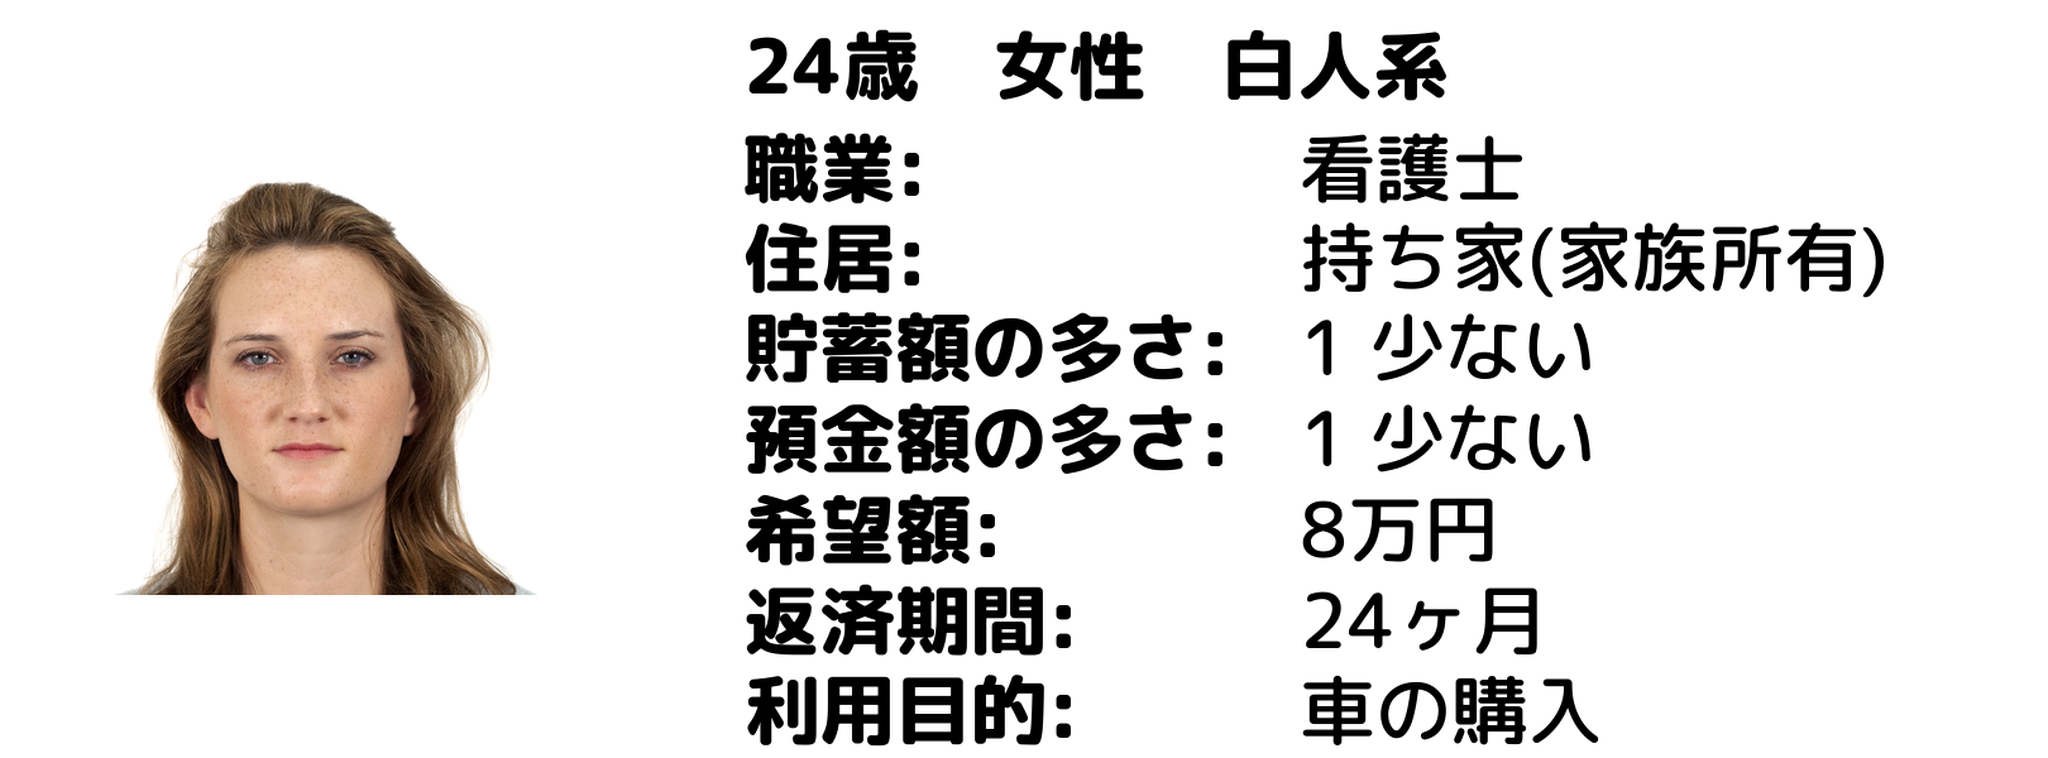 24歳　女性　白人系
職業: 看護士
住居: 持ち家(家族所有)
貯蓄額の多さ: 1 少ない
預金額の多さ: 1 少ない
希望額: 8万円
返済期間: 24ヶ月
利用目的: 車の購入